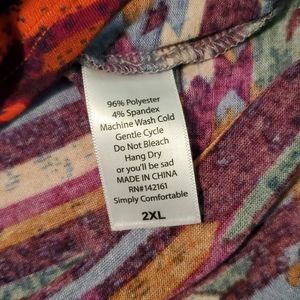 96% Polyester
4% Spandex
Machine Wash Cold
Gentle Cycle
Do Not Bleach
Hang Dry
or you'll be sad
MADE IN CHINA
RN#142161
Simply Comfortable
2XL